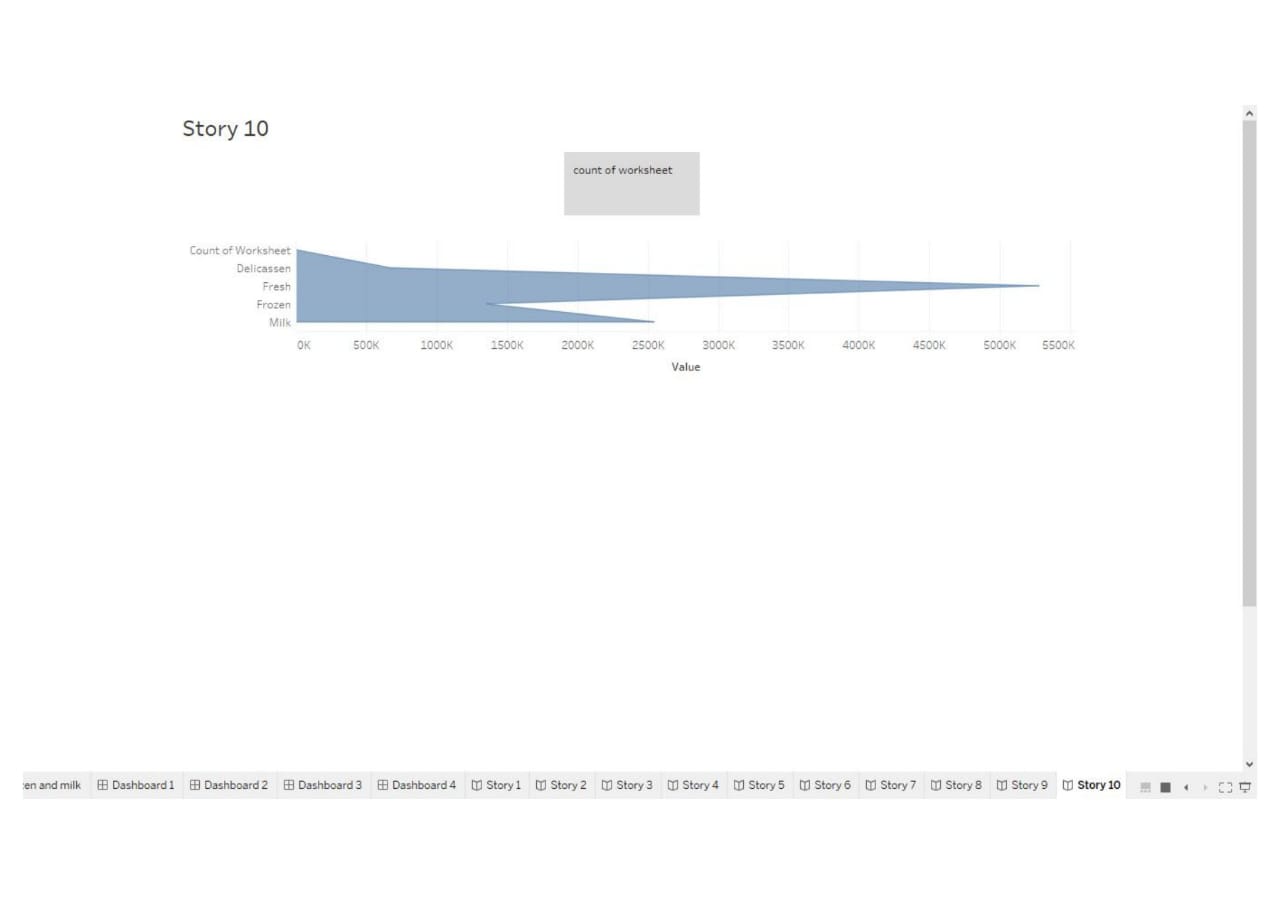 Story 10
count of worksheet
Count of Worksheet
Delicassen
Fresh
Frozen
Milk
0K 500K 1000K 1500K 2000K 2500K 3000K 3500K 4000K 4500K 5000K 5500K
Value
en and milk Dashboard 1 Dashboard 2 Dashboard 3 Dashboard 4 Story 1 Story 2 Story 3 Story 4 Story 5 Story 6 Story 7 Story 8 Story 9 Story 10